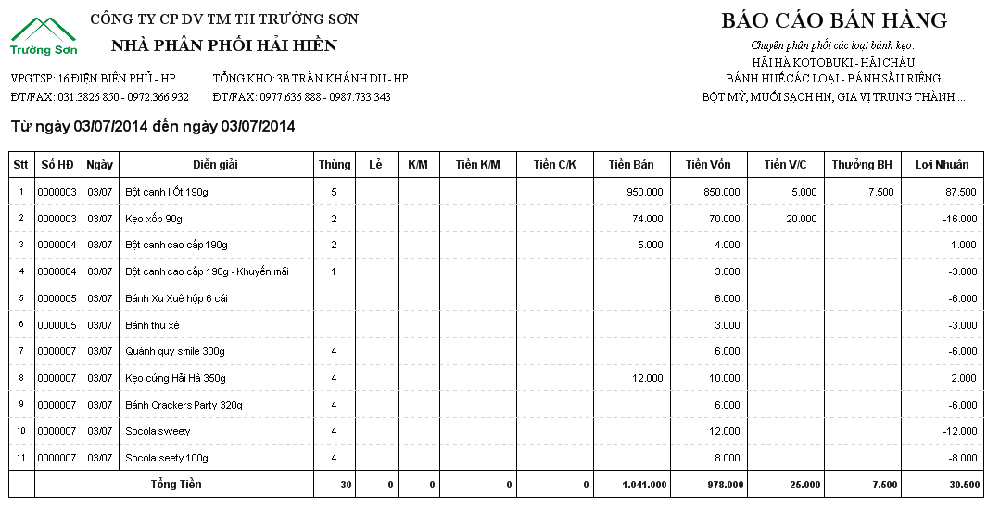 Trường Sơn
CÔNG TY CP DV TM TH TRƯỜNG SƠN
NHÀ PHÂN PHỐI HẢI HIỀN
VPGTSP: 16 ĐIỆN BIÊN PHỦ - HP TỔNG KHO: 3B TRẦN KHÁNH DƯ - HP
ĐT/FAX: 031.3826 850 - 0972.366 932 ĐT/FAX: 0977.636 888 - 0987.733 343
BÁO CÁO BÁN HÀNG
Chuyên phân phối các loại bánh kẹo:
HẢI HÀ KOTOBUKI - HẢI CHÂU
BÁNH HUẾ CÁC LOẠI - BÁNH SẦU RIÊNG
BỘT MỲ, MUỐI SẠCH HN, GIA VỊ TRUNG THÀNH ...
Từ ngày 03/07/2014 đến ngày 03/07/2014
Stt Số HĐ Ngày Diễn giải Thùng Lẻ K/M Tiền K/M Tiền C/K Tiền Bán Tiền Vốn Tiền V/C Thưởng BH Lợi Nhuận
1 0000003 03/07 Bột canh I Ốt 190g 5 950.000 850.000 5.000 7.500 87.500
2 0000003 03/07 Kẹo xốp 90g 2 74.000 70.000 20.000 -16.000
3 0000004 03/07 Bột canh cao cấp 190g 2 5.000 4.000 1.000
4 0000004 03/07 Bột canh cao cấp 190g - Khuyến mãi 1 3.000 -3.000
5 0000005 03/07 Bánh Xu Xuê hộp 6 cái 6.000 -6.000
6 0000005 03/07 Bánh thu xê 3.000 -3.000
7 0000007 03/07 Quánh quy smile 300g 4 6.000 -6.000
8 0000007 03/07 Kẹo cứng Hải Hà 350g 4 12.000 10.000 2.000
9 0000007 03/07 Bánh Crackers Party 320g 4 6.000 -6.000
10 0000007 03/07 Socola sweety 4 12.000 -12.000
11 0000007 03/07 Socola seety 100g 4 8.000 -8.000
Tổng Tiền 30 0 0 0 0 1.041.000 978.000 25.000 7.500 30.500